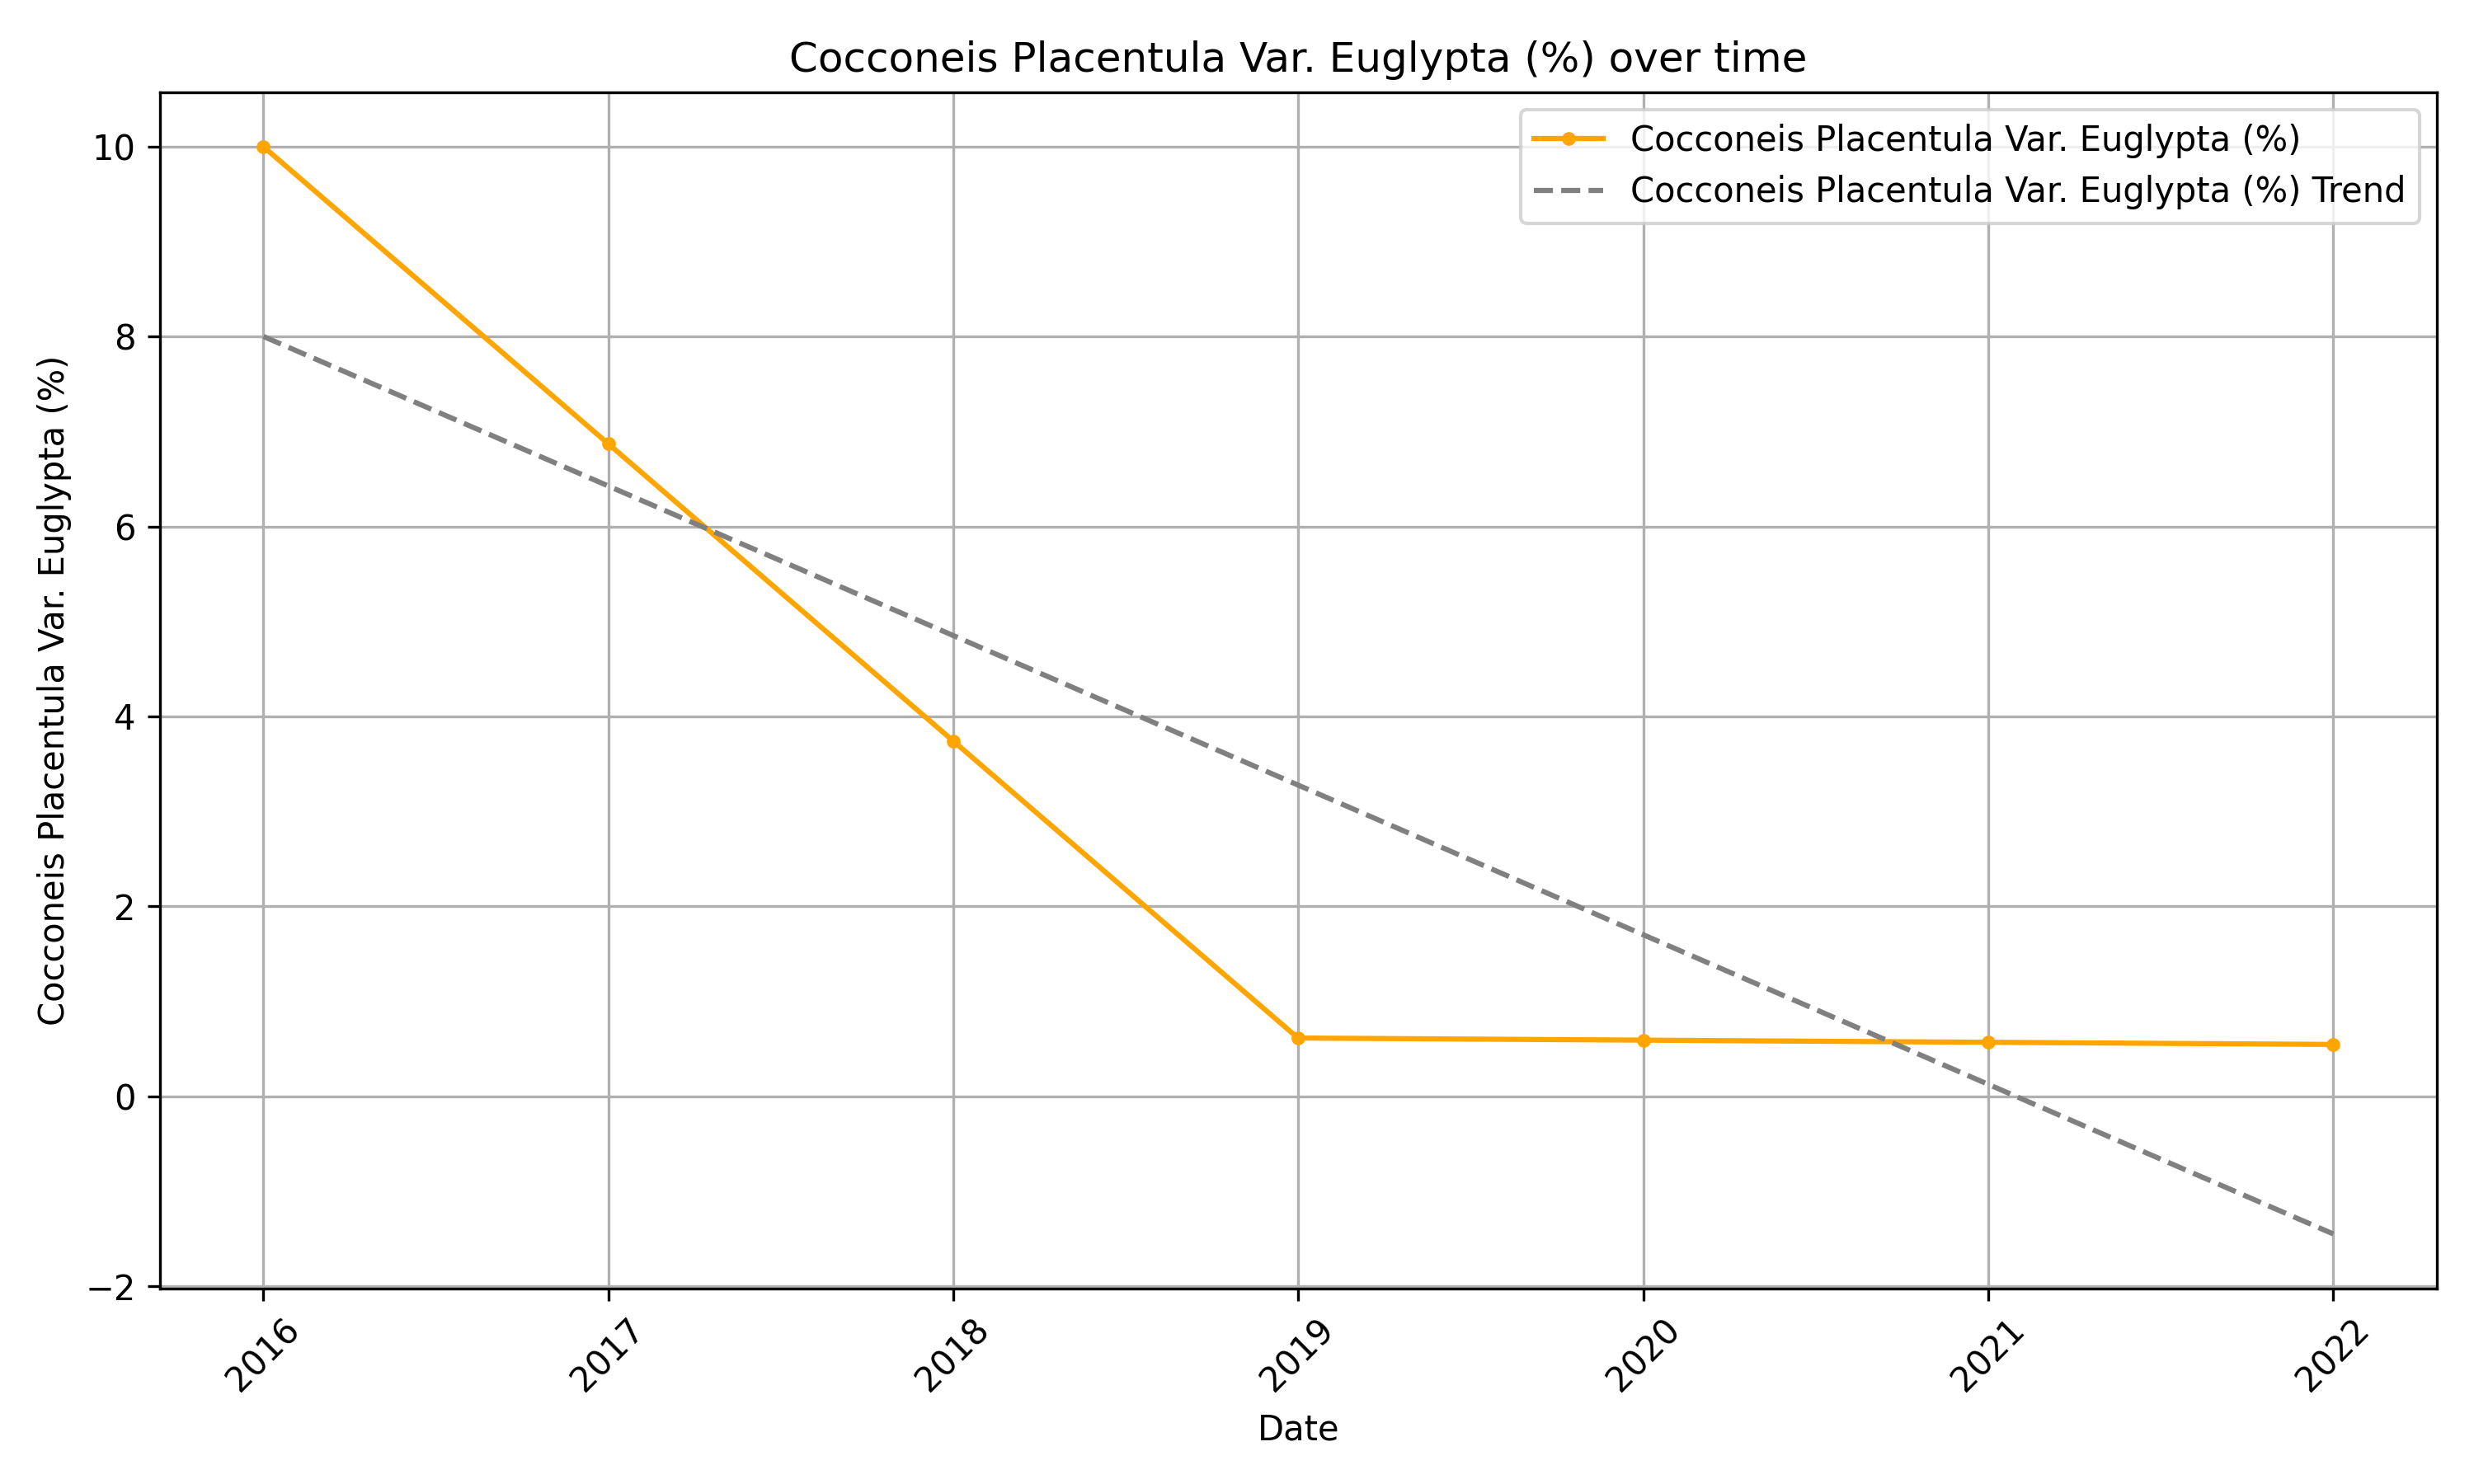 Cocconeis Placentula Var. Euglypta (%) over time
Cocconeis Placentula Var. Euglypta (%)
Cocconeis Placentula Var. Euglypta (%) Trend
Cocconeis Placentula Var. Euglypta (%)
10
8
6
4
2
0
−2
2016
2017
2018
2019
2020
2021
2022
Date